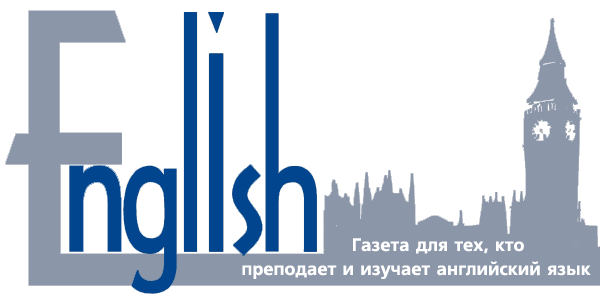 English
Газета для тех, кто
преподает и изучает английский язык